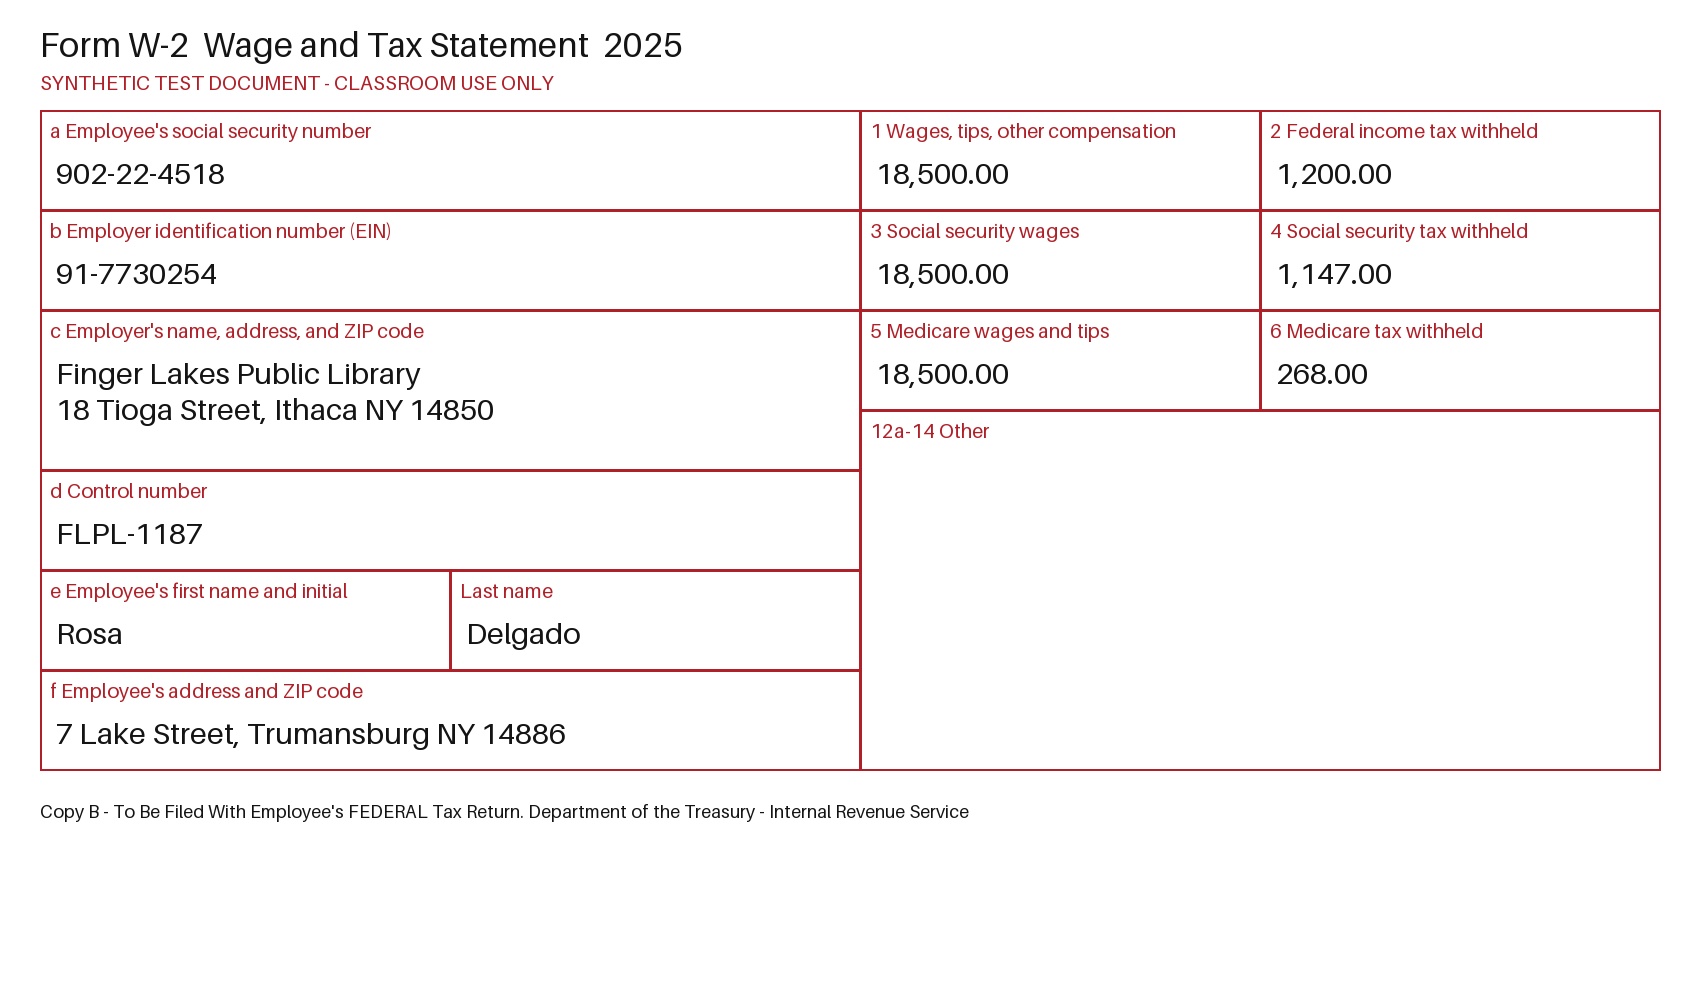 Form W-2 Wage and Tax Statement 2025
SYNTHETIC TEST DOCUMENT - CLASSROOM USE ONLY
a Employee's social security number
902-22-4518
1 Wages, tips, other compensation
18,500.00
2 Federal income tax withheld
1,200.00
b Employer identification number (EIN)
91-7730254
3 Social security wages
18,500.00
4 Social security tax withheld
1,147.00
c Employer's name, address, and ZIP code
Finger Lakes Public Library
18 Tioga Street, Ithaca NY 14850
5 Medicare wages and tips
18,500.00
6 Medicare tax withheld
268.00
12a-14 Other
d Control number
FLPL-1187
e Employee's first name and initial
Rosa
Last name
Delgado
f Employee's address and ZIP code
7 Lake Street, Trumansburg NY 14886
Copy B - To Be Filed With Employee's FEDERAL Tax Return. Department of the Treasury - Internal Revenue Service